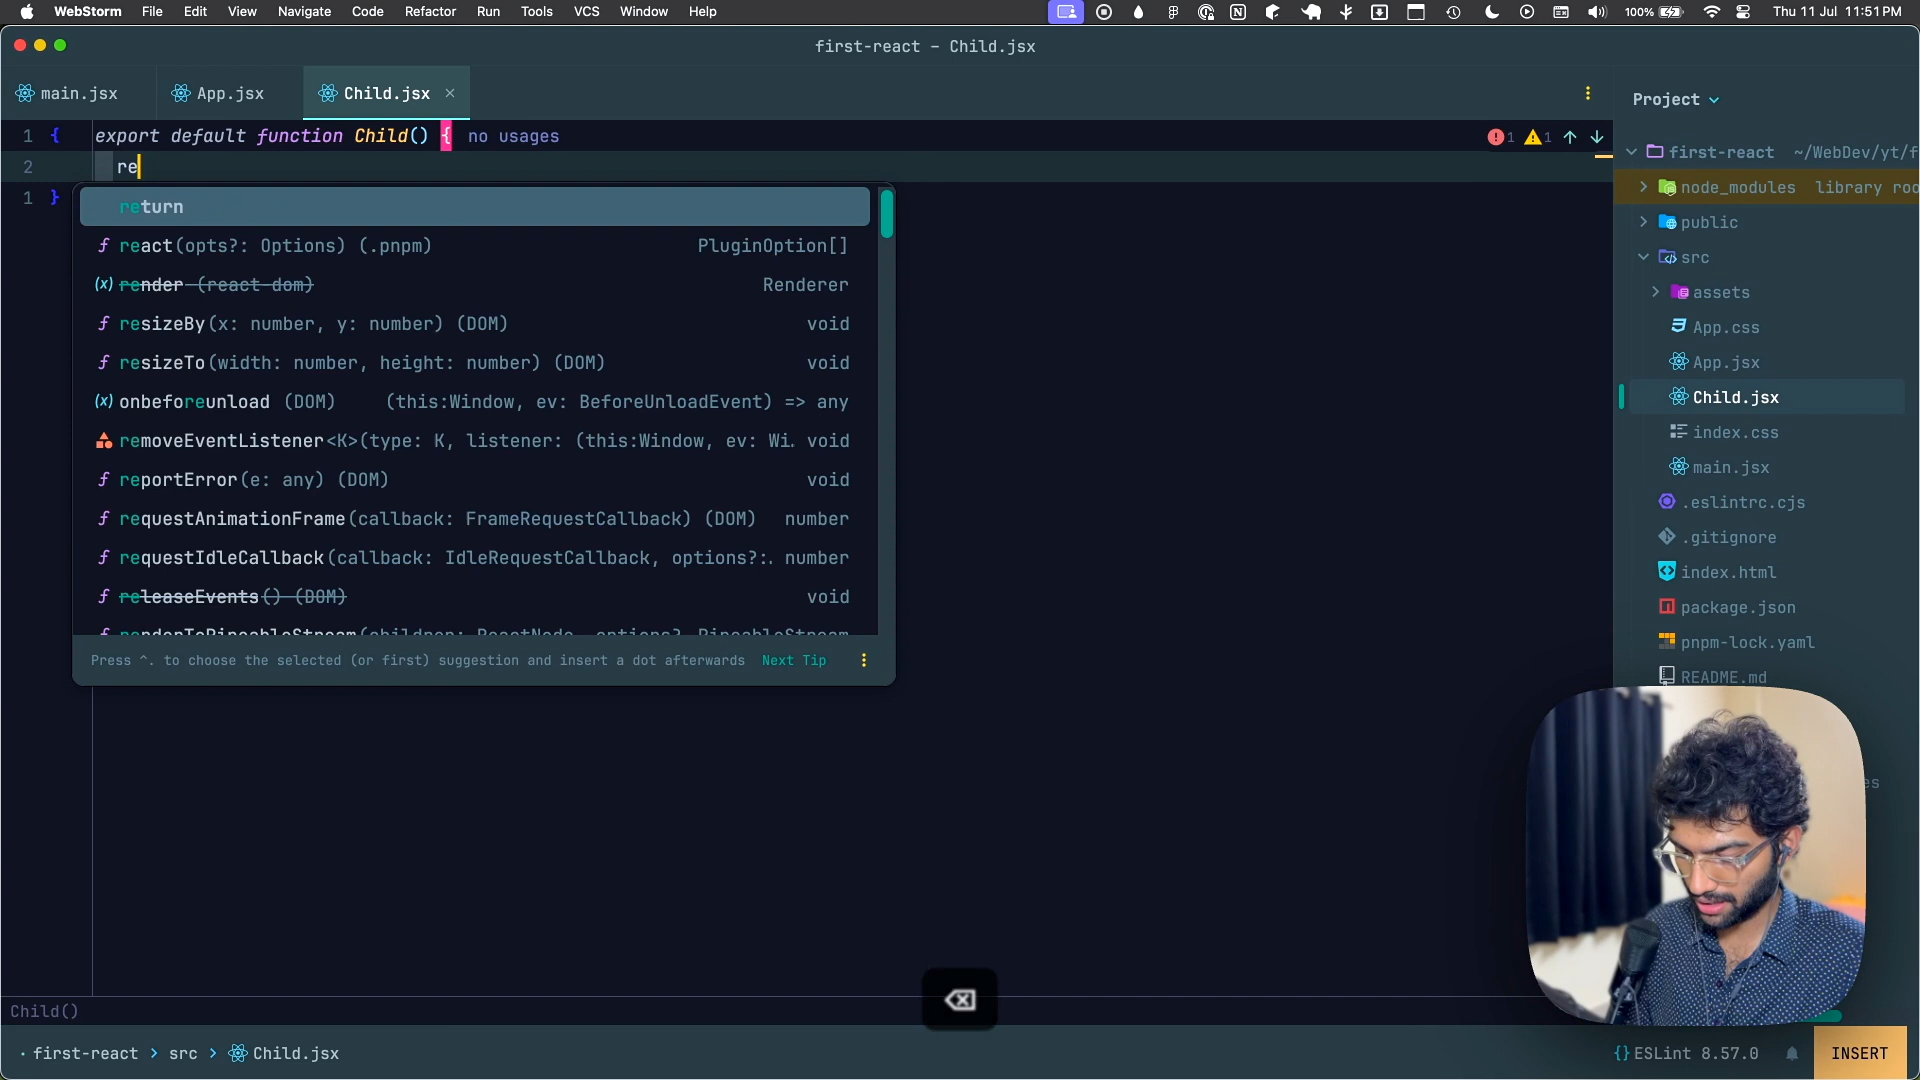 WebStorm File Edit View Navigate Code Refactor Run Tools VCS Window Help 100% Thu 11 Jul 11:51PM
first-react – Child.jsx
main.jsx App.jsx Child.jsx ×
Project
1 { export default function Child() { no usages 1 1
2 re
1 }
return
f react(opts?: Options) (.pnpm) PluginOption[]
(x) render (react-dom) Renderer
f resizeBy(x: number, y: number) (DOM) void
f resizeTo(width: number, height: number) (DOM) void
(x) onbeforeunload (DOM) (this:Window, ev: BeforeUnloadEvent) => any
removeEventListener<K>(type: K, listener: (this:Window, ev: Wi… void
f reportError(e: any) (DOM) void
f requestAnimationFrame(callback: FrameRequestCallback) (DOM) number
f requestIdleCallback(callback: IdleRequestCallback, options?:… number
f releaseEvents() (DOM) void
Press ^. to choose the selected (or first) suggestion and insert a dot afterwards Next Tip
first-react ~/WebDev/yt/f
node_modules library roo
public
src
assets
App.css
App.jsx
Child.jsx
index.css
main.jsx
.eslintrc.cjs
.gitignore
index.html
package.json
pnpm-lock.yaml
README.md
Child()
first-react > src > Child.jsx
{} ESLint 8.57.0 INSERT